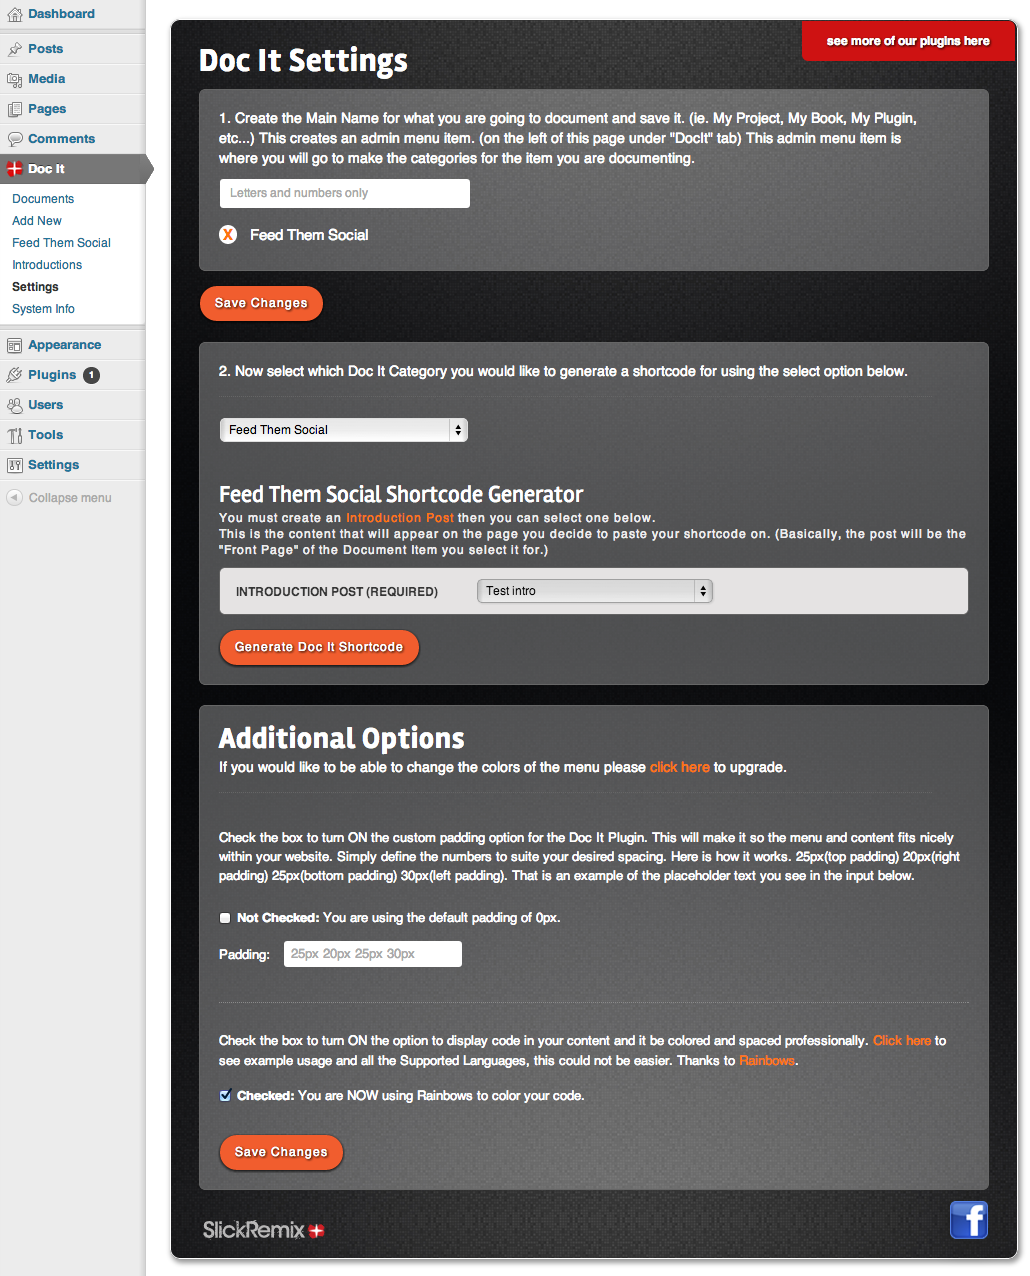 Dashboard
Posts
Media
Pages
Comments
Doc It
Documents
Add New
Feed Them Social
Introductions
Settings
System Info
Appearance
Plugins 1
Users
Tools
Settings
Collapse menu
see more of our plugins here
Doc It Settings
1. Create the Main Name for what you are going to document and save it. (ie. My Project, My Book, My Plugin,
etc...) This creates an admin menu item. (on the left of this page under "DocIt" tab) This admin menu item is
where you will go to make the categories for the item you are documenting.
Letters and numbers only
X Feed Them Social
Save Changes
2. Now select which Doc It Category you would like to generate a shortcode for using the select option below.
Feed Them Social
Feed Them Social Shortcode Generator
You must create an Introduction Post then you can select one below.
This is the content that will appear on the page you decide to paste your shortcode on. (Basically, the post will be the
"Front Page" of the Document Item you select it for.)
INTRODUCTION POST (REQUIRED) Test intro
Generate Doc It Shortcode
Additional Options
If you would like to be able to change the colors of the menu please click here to upgrade.
Check the box to turn ON the custom padding option for the Doc It Plugin. This will make it so the menu and content fits nicely
within your website. Simply define the numbers to suite your desired spacing. Here is how it works. 25px(top padding) 20px(right
padding) 25px(bottom padding) 30px(left padding). That is an example of the placeholder text you see in the input below.
Not Checked: You are using the default padding of 0px.
Padding: 25px 20px 25px 30px
Check the box to turn ON the option to display code in your content and it be colored and spaced professionally. Click here to
see example usage and all the Supported Languages, this could not be easier. Thanks to Rainbows.
Checked: You are NOW using Rainbows to color your code.
Save Changes
SlickRemix
f